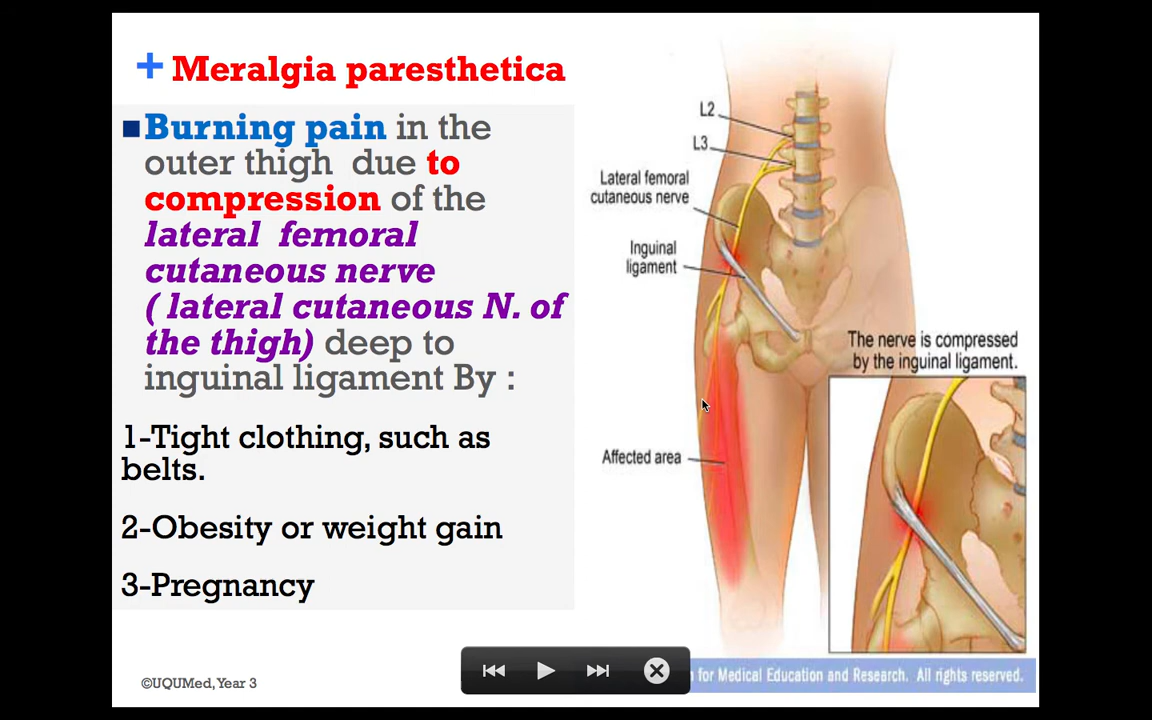 + Meralgia paresthetica
Burning pain in the
outer thigh due to
compression of the
lateral femoral
cutaneous nerve
( lateral cutaneous N. of
the thigh) deep to
inguinal ligament By :
1-Tight clothing, such as
belts.
2-Obesity or weight gain
3-Pregnancy
©UQUMed, Year 3
L2
L3
Lateral femoral
cutaneous nerve
Inguinal
ligament
Affected area
The nerve is compressed
by the inguinal ligament.
for Medical Education and Research. All rights reserved.